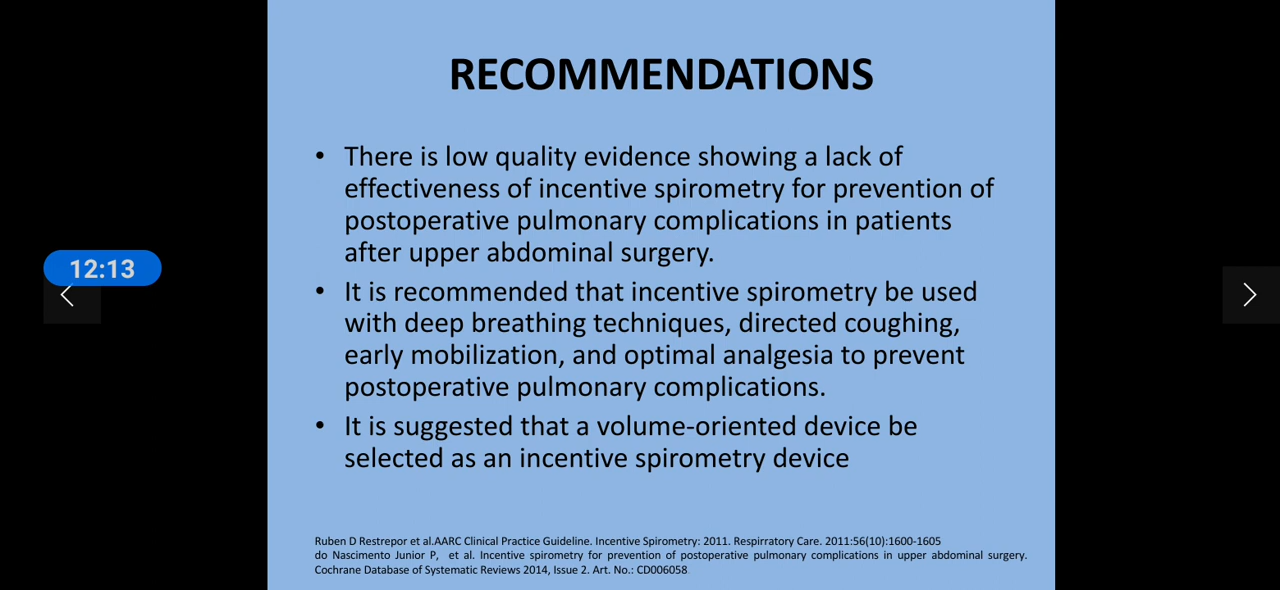 RECOMMENDATIONS
• There is low quality evidence showing a lack of
effectiveness of incentive spirometry for prevention of
postoperative pulmonary complications in patients
after upper abdominal surgery.
12:13
• It is recommended that incentive spirometry be used
with deep breathing techniques, directed coughing,
early mobilization, and optimal analgesia to prevent
postoperative pulmonary complications.
• It is suggested that a volume-oriented device be
selected as an incentive spirometry device
Ruben D Restrepor et al.AARC Clinical Practice Guideline. Incentive Spirometry: 2011. Respirratory Care. 2011:56(10):1600-1605
do Nascimento Junior P, et al. Incentive spirometry for prevention of postoperative pulmonary complications in upper abdominal surgery.
Cochrane Database of Systematic Reviews 2014, Issue 2. Art. No.: CD006058